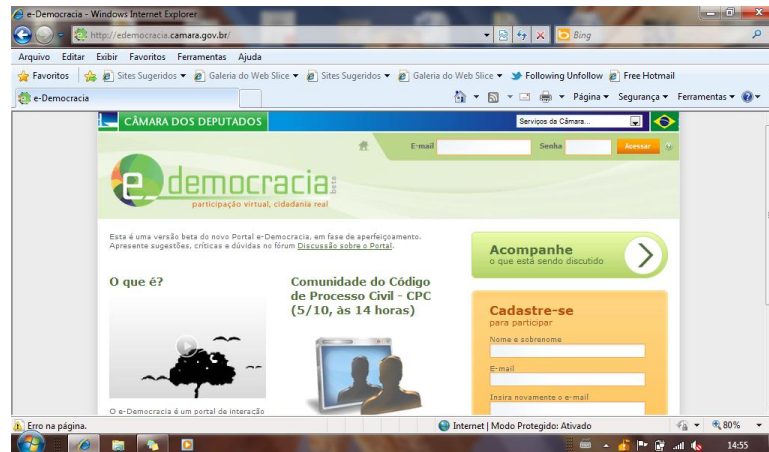 e-Democracia - Windows Internet Explorer
http://edemocracia.camara.gov.br/
Bing
Arquivo Editar Exibir Favoritos Ferramentas Ajuda
Favoritos Sites Sugeridos Galeria do Web Slice Sites Sugeridos Galeria do Web Slice Following Unfollow Free Hotmail
e-Democracia
Página Segurança Ferramentas
CÂMARA DOS DEPUTADOS
Serviços da Câmara...
E-mail
Senha
Acessar
e democracia beta
participação virtual, cidadania real
Esta é uma versão beta do novo Portal e-Democracia, em fase de aperfeiçoamento.
Apresente sugestões, críticas e dúvidas no fórum Discussão sobre o Portal.
O que é?
O e-Democracia é um portal de interação
Comunidade do Código
de Processo Civil - CPC
(5/10, às 14 horas)
Acompanhe
o que está sendo discutido
Cadastre-se
para participar
Nome e sobrenome
E-mail
Insira novamente o e-mail
Erro na página.
Internet | Modo Protegido: Ativado
80%
14:55